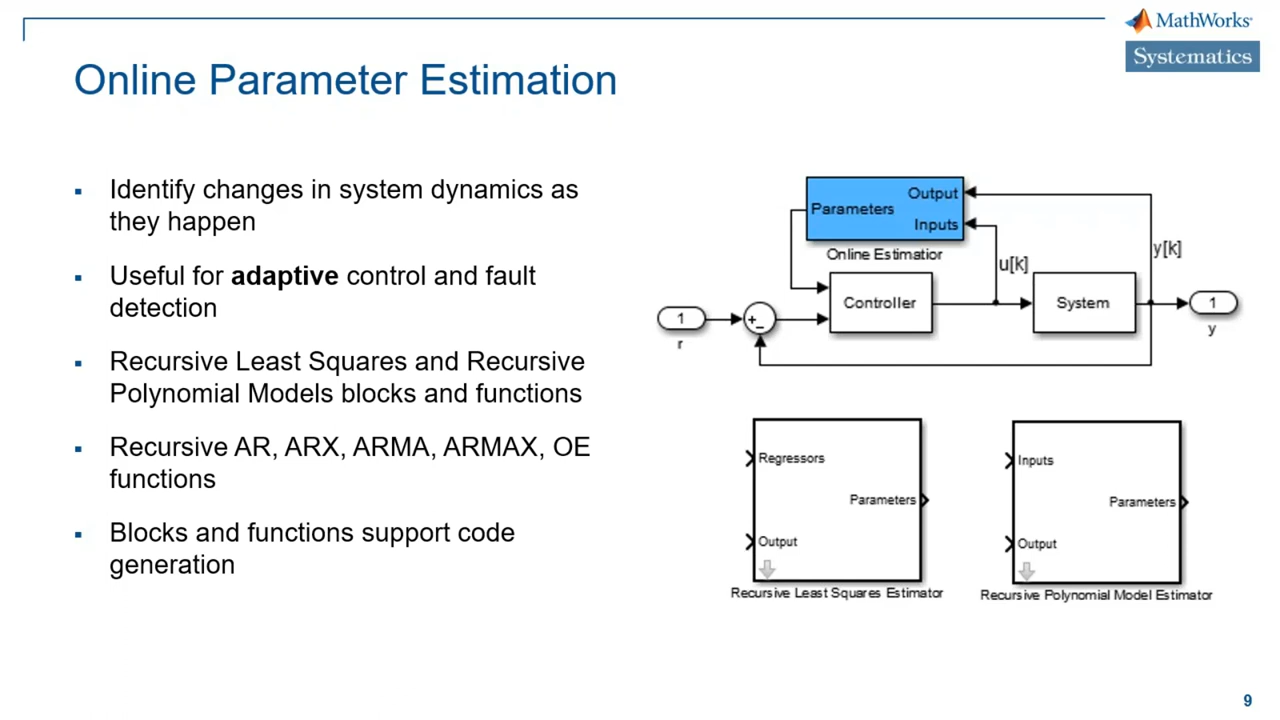 MathWorks®
Systematics
Online Parameter Estimation
Identify changes in system dynamics as
they happen
Useful for adaptive control and fault
detection
Recursive Least Squares and Recursive
Polynomial Models blocks and functions
Recursive AR, ARX, ARMA, ARMAX, OE
functions
Blocks and functions support code
generation
Output
Parameters
Inputs
Online Estimatior
y[k]
u[k]
Controller
System
1
r
+
-
1
y
Regressors
Parameters
Output
Recursive Least Squares Estimator
Inputs
Parameters
Output
Recursive Polynomial Model Estimator
9